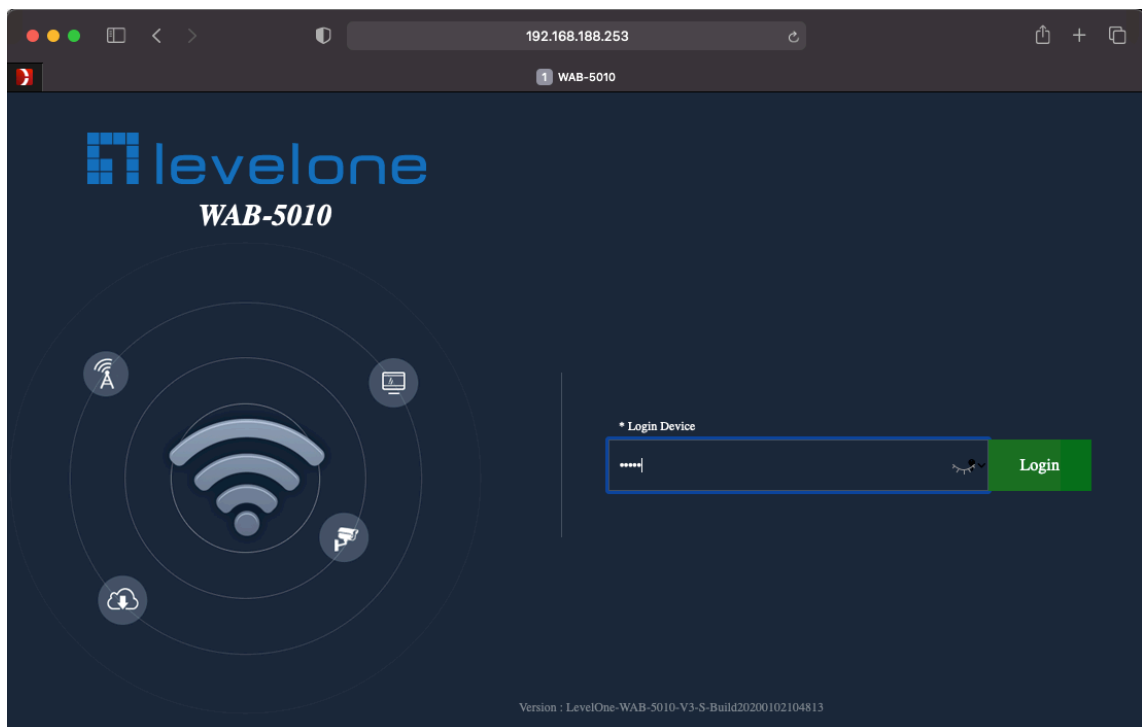 192.168.188.253
1 WAB-5010
levelone
WAB-5010
* Login Device
•••••
Login
Version : LevelOne-WAB-5010-V3-S-Build20200102104813